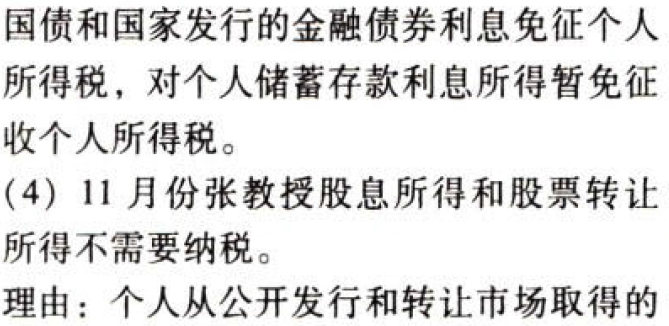 国债和国家发行的金融债券利息免征个人
所得税，对个人储蓄存款利息所得暂免征
收个人所得税。
(4) 11月份张教授股息所得和股票转让
所得不需要纳税。
理由：个人从公开发行和转让市场取得的